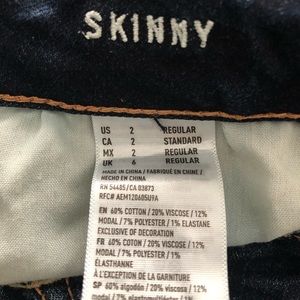 SKINNY
US 2 REGULAR
CA 2 STANDARD
MX 2 REGULAR
UK 6 REGULAR
MADE IN CHINA / FABRIQUÉ EN CHINE /
HECHO EN CHINA
RN 54485/CA 03873
RFC# AEM120605U9A
EN 60% COTTON / 20% VISCOSE / 12%
MODAL / 7% POLYESTER / 1% ELASTANE
EXCLUSIVE OF DECORATION
FR 60% COTON / 20% VISCOSE / 12%
MODAL / 7% POLYESTER / 1%
ÉLASTHANNE
À L'EXCEPTION DE LA GARNITURE
SP 60% algodón / 20% viscose / 12%